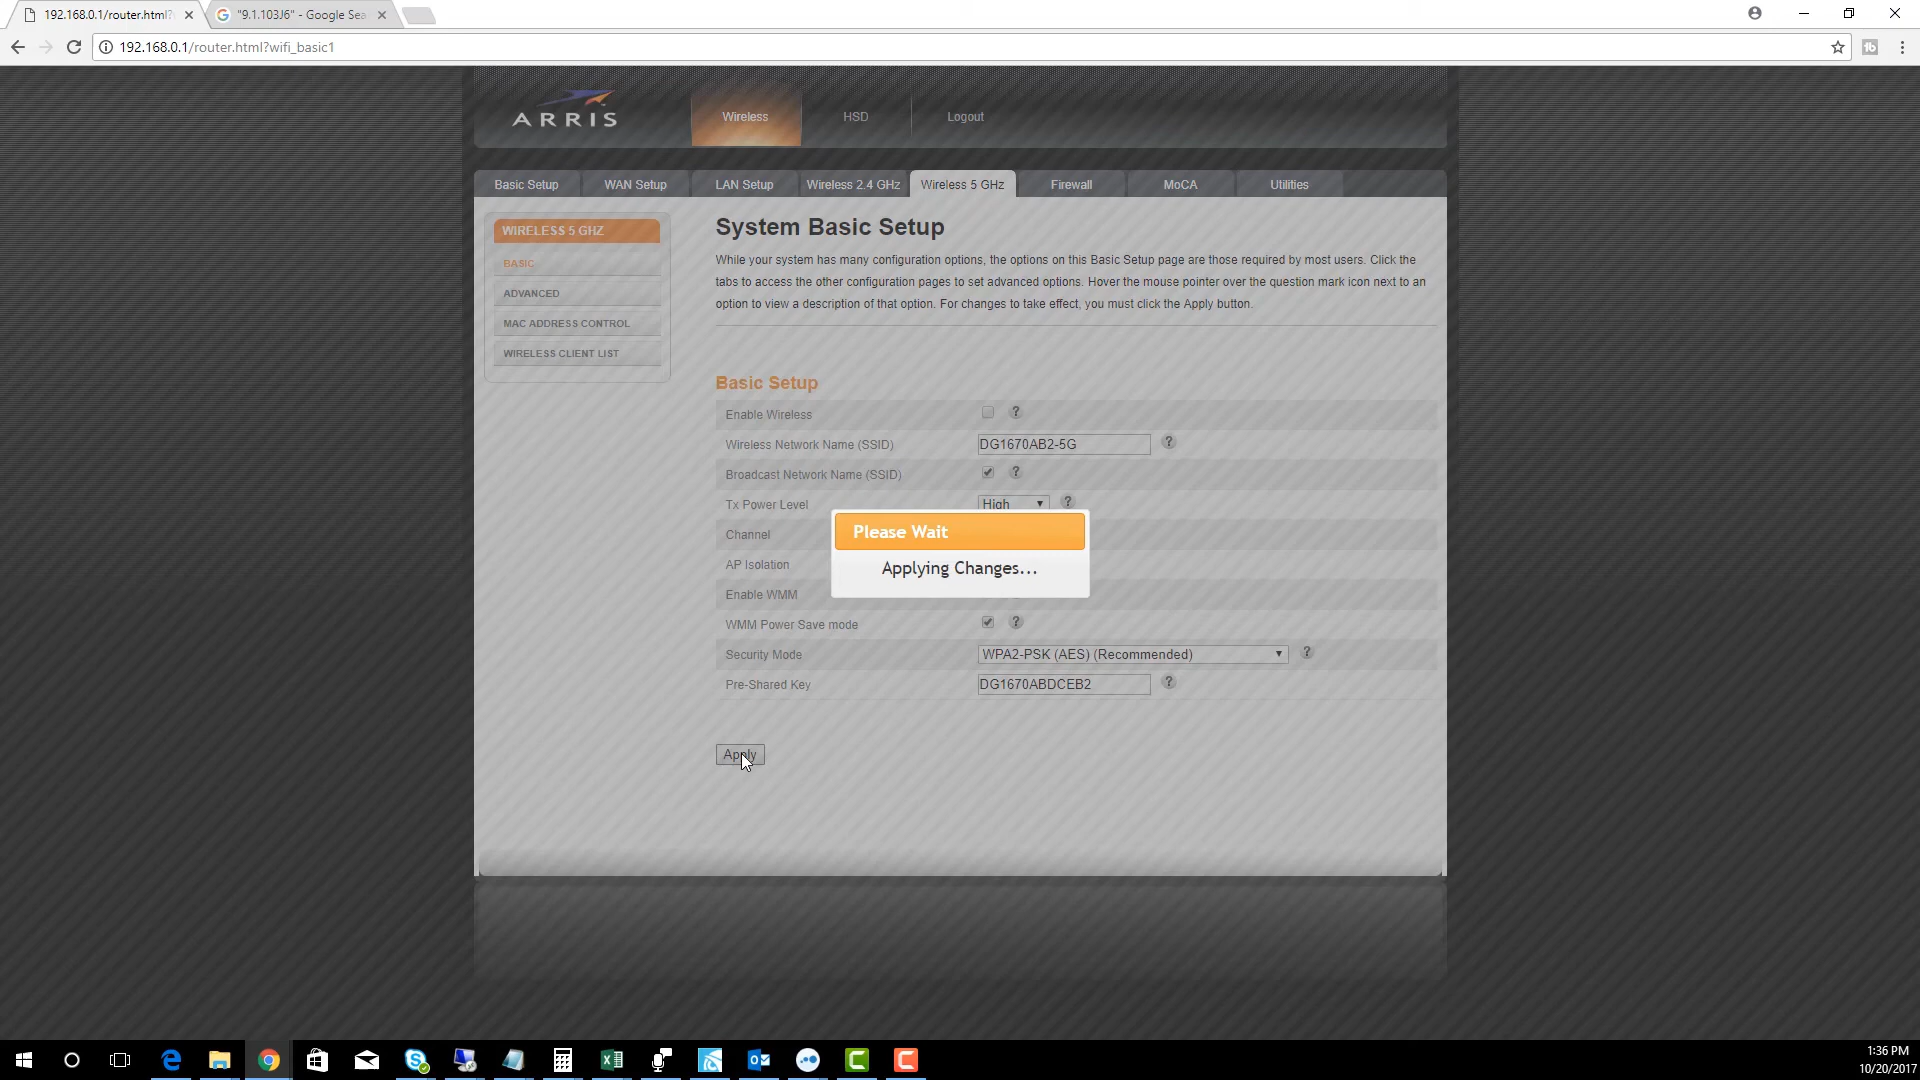 192.168.0.1/router.html?
"9.1.103J6" - Google Sea
192.168.0.1/router.html?wifi_basic1
ARRIS
Wireless
HSD
Logout
Basic Setup
WAN Setup
LAN Setup
Wireless 2.4 GHz
Wireless 5 GHz
Firewall
MoCA
Utilities
WIRELESS 5 GHZ
BASIC
ADVANCED
MAC ADDRESS CONTROL
WIRELESS CLIENT LIST
System Basic Setup
While your system has many configuration options, the options on this Basic Setup page are those required by most users. Click the
tabs to access the other configuration pages to set advanced options. Hover the mouse pointer over the question mark icon next to an
option to view a description of that option. For changes to take effect, you must click the Apply button.
Basic Setup
Enable Wireless ?
Wireless Network Name (SSID) DG1670AB2-5G ?
Broadcast Network Name (SSID) ?
Tx Power Level High ?
Channel
AP Isolation
Enable WMM
Please Wait
Applying Changes...
WMM Power Save mode ?
Security Mode WPA2-PSK (AES) (Recommended) ?
Pre-Shared Key DG1670ABDCEB2 ?
Apply
1:36 PM
10/20/2017